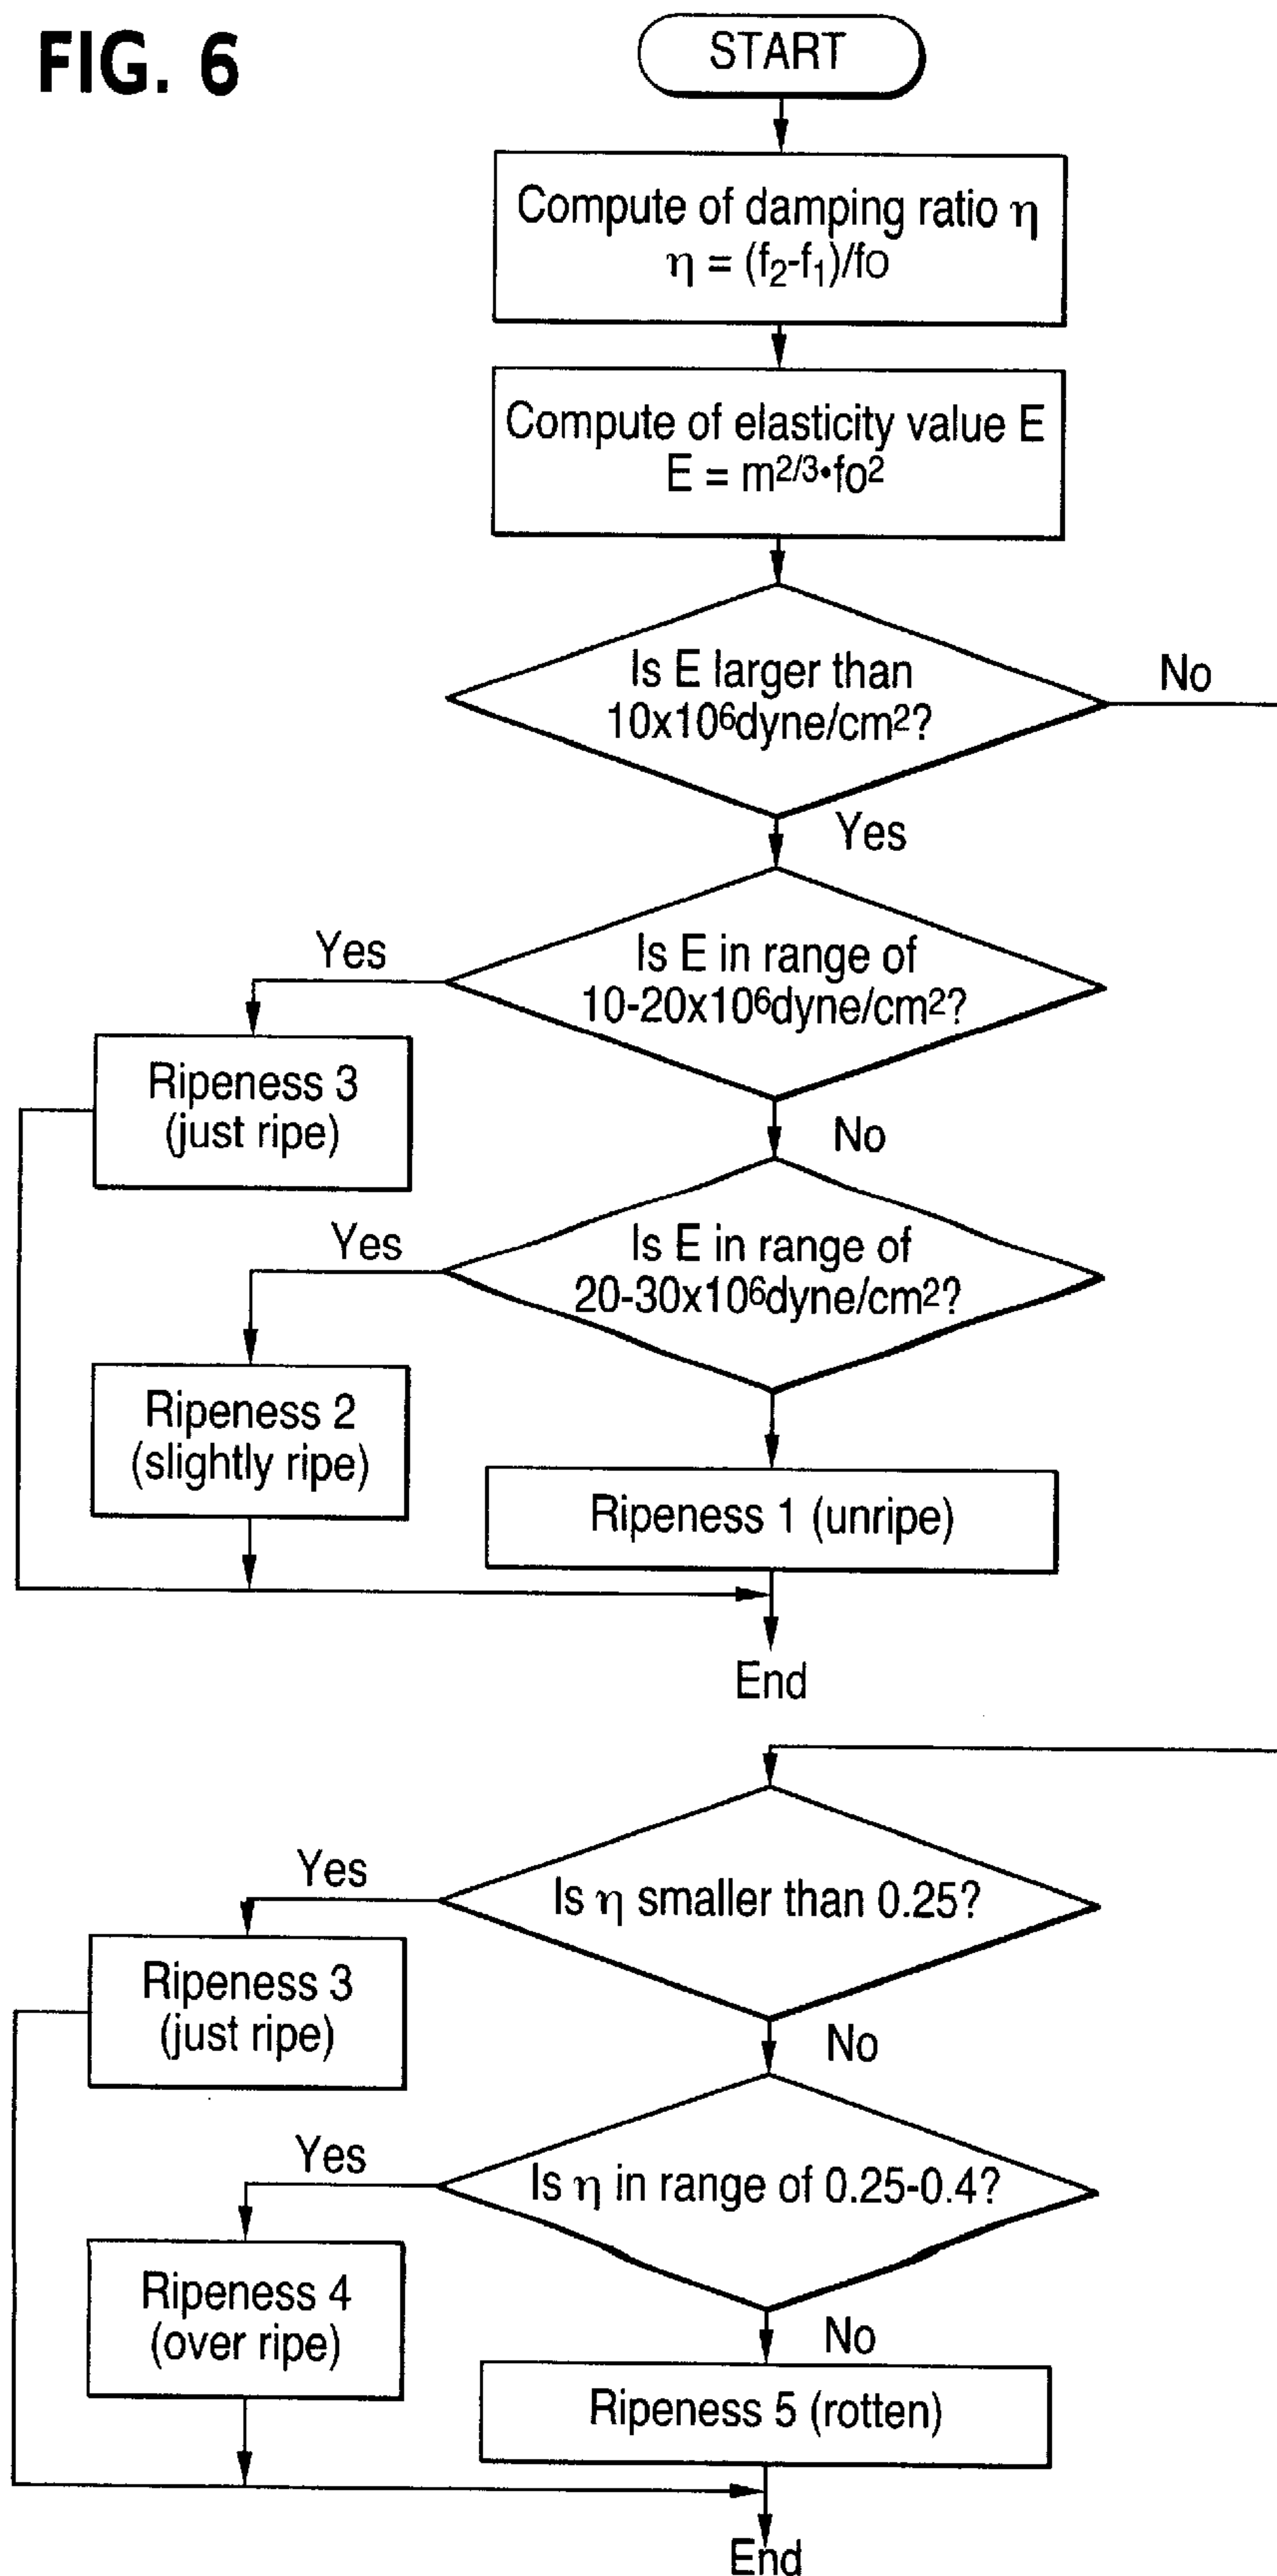 FIG. 6
START
Compute of damping ratio η
η = (f₂-f₁)/fo
Compute of elasticity value E
E = m²/³•fo²
Is E larger than
10x10⁶dyne/cm²?
No
Yes
Is E in range of
10-20x10⁶dyne/cm²?
Yes
Ripeness 3
(just ripe)
No
Is E in range of
20-30x10⁶dyne/cm²?
Yes
Ripeness 2
(slightly ripe)
Ripeness 1 (unripe)
End
Is η smaller than 0.25?
Yes
Ripeness 3
(just ripe)
No
Is η in range of 0.25-0.4?
Yes
Ripeness 4
(over ripe)
No
Ripeness 5 (rotten)
End